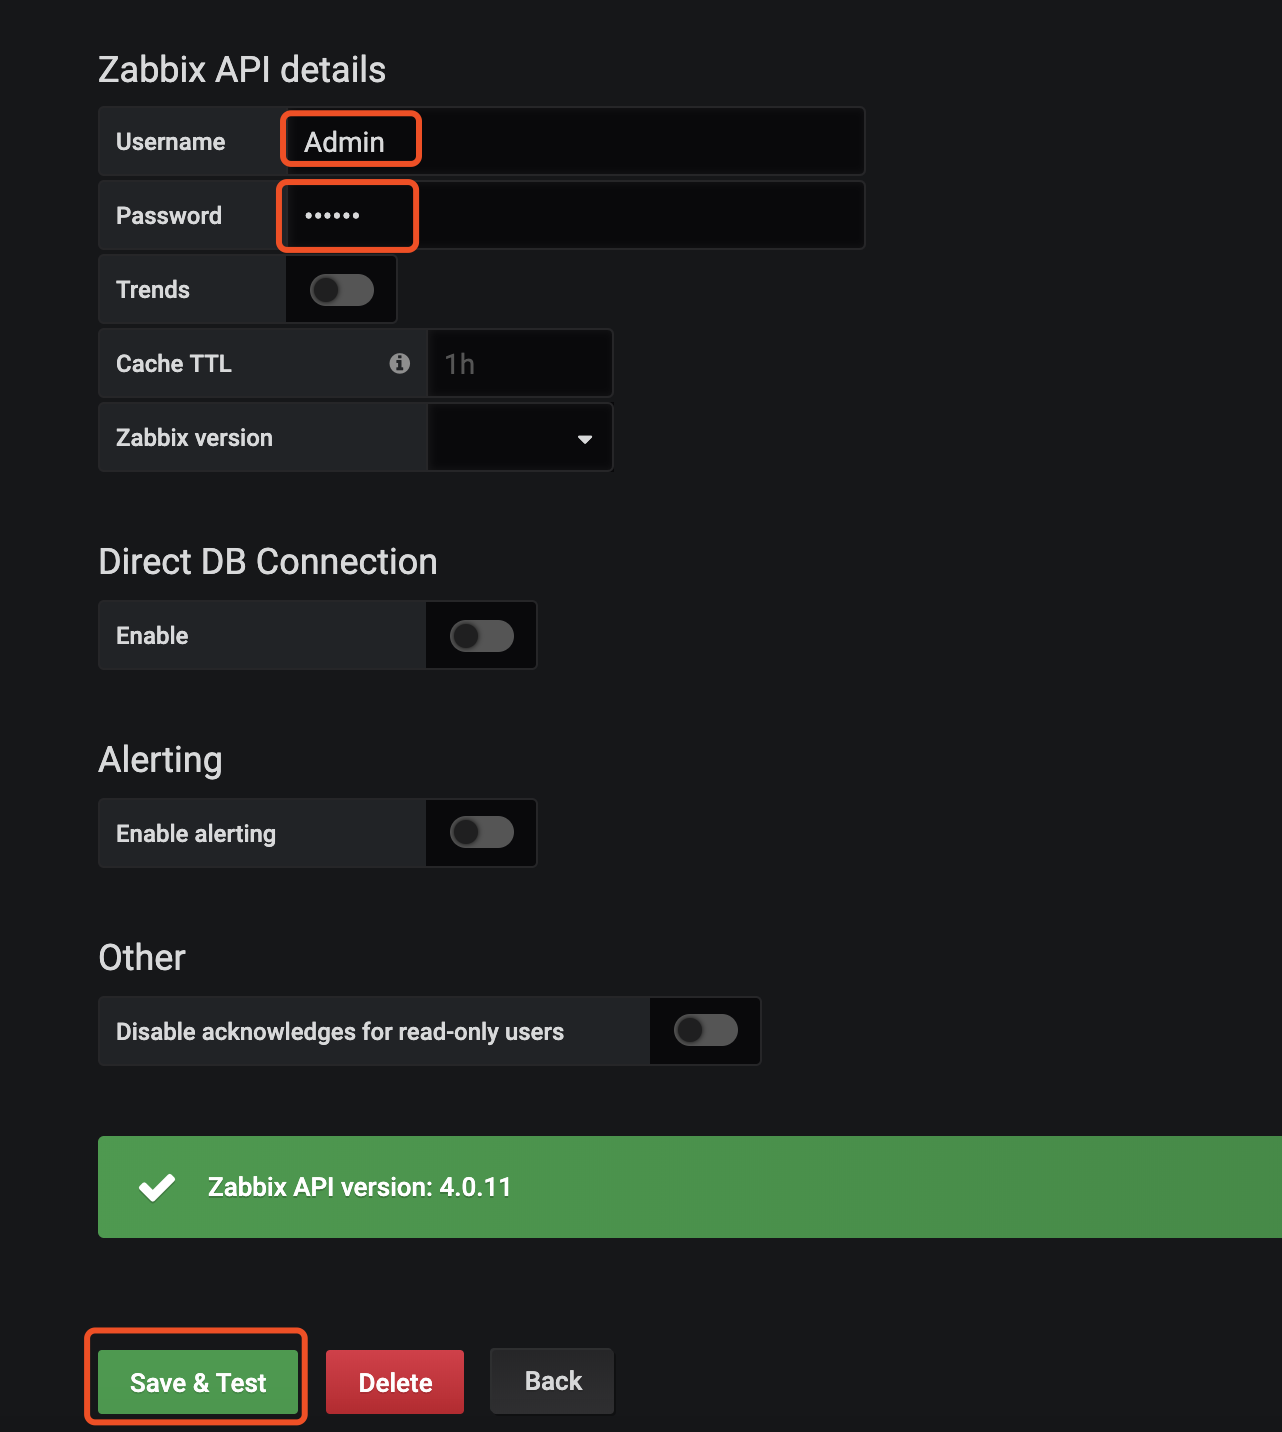 Zabbix API details
Username Admin
Password ••••••
Trends
Cache TTL 1h
Zabbix version
Direct DB Connection
Enable
Alerting
Enable alerting
Other
Disable acknowledges for read-only users
Zabbix API version: 4.0.11
Save & Test Delete Back